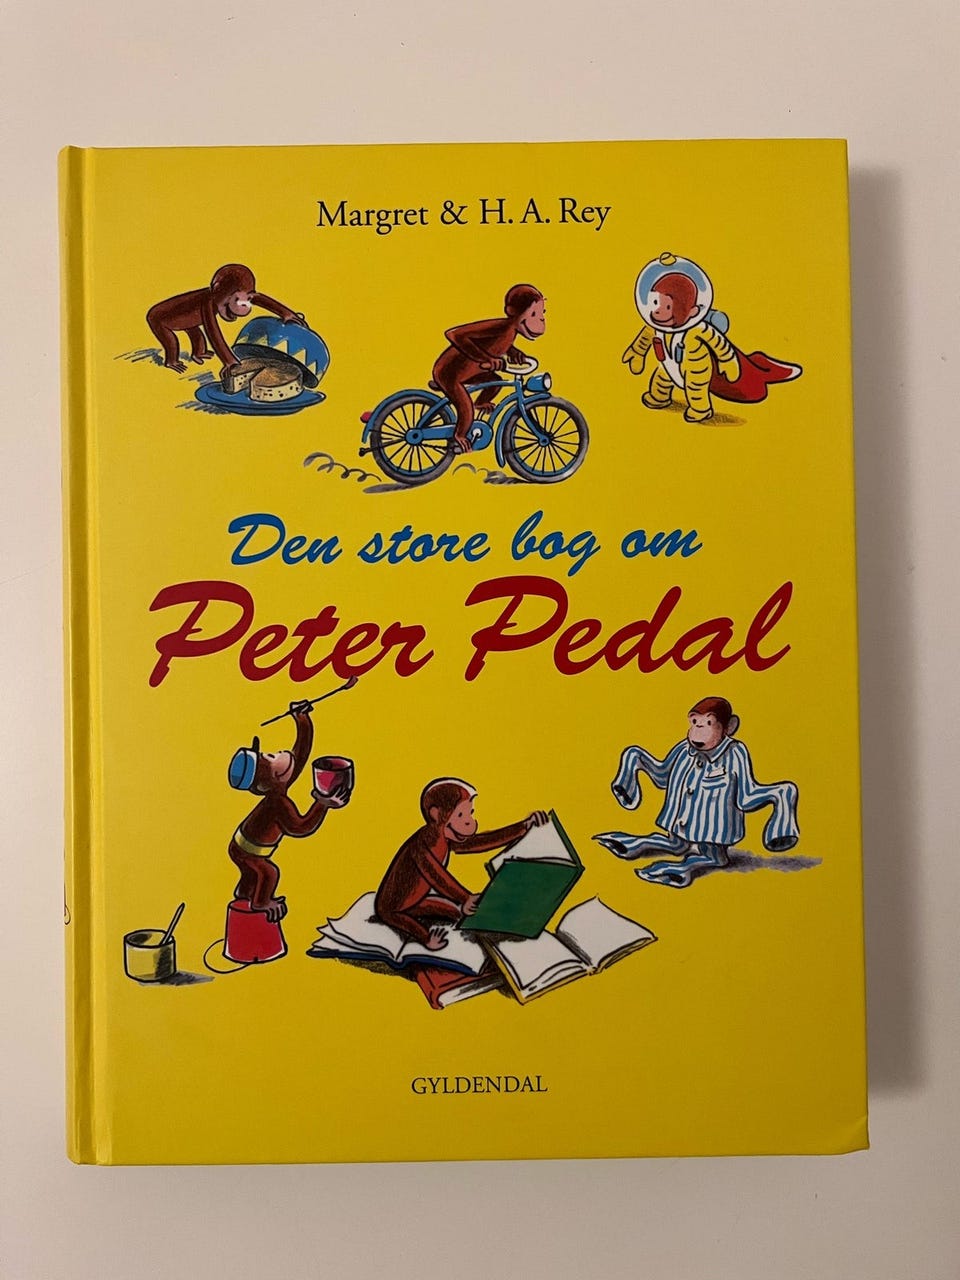 Margret & H. A. Rey
Den store bog om
Peter Pedal
GYLDENDAL